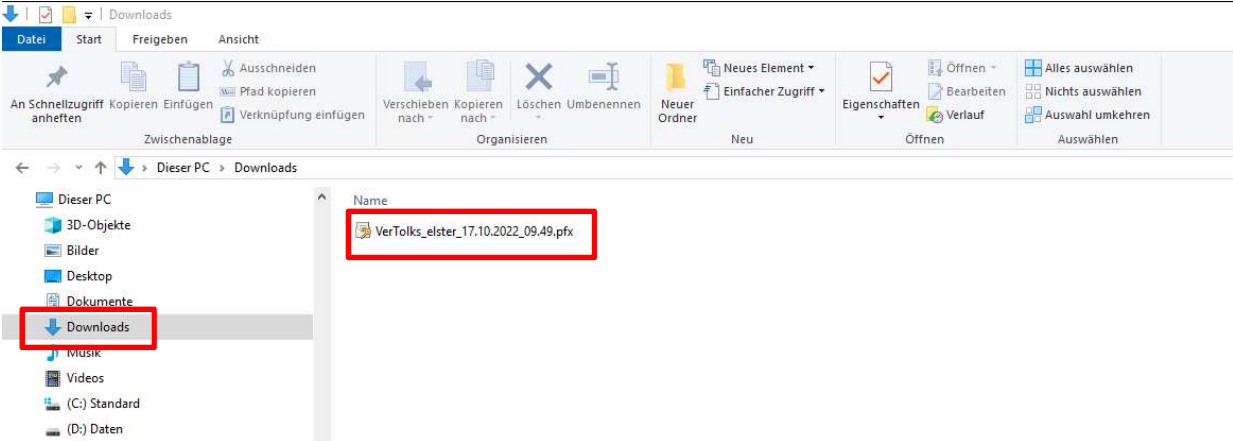 Downloads
Datei Start Freigeben Ansicht
An Schnellzugriff anheften
Kopieren
Einfügen
Ausschneiden
Pfad kopieren
Verknüpfung einfügen
Zwischenablage
Verschieben nach
Kopieren nach
Löschen
Umbenennen
Organisieren
Neuer Ordner
Neues Element
Einfacher Zugriff
Neu
Eigenschaften
Öffnen
Bearbeiten
Verlauf
Öffnen
Alles auswählen
Nichts auswählen
Auswahl umkehren
Auswählen
Dieser PC > Downloads
Dieser PC
3D-Objekte
Bilder
Desktop
Dokumente
Downloads
Musik
Videos
(C:) Standard
(D:) Daten
Name
VerTolks_elster_17.10.2022_09.49.pfx